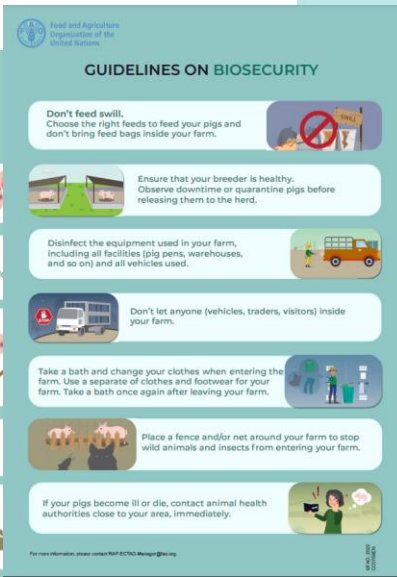 Food and Agriculture
Organization of the
United Nations
GUIDELINES ON BIOSECURITY
Don't feed swill.
Choose the right feeds to feed your pigs and
don't bring feed bags inside your farm.
SWILL
Ensure that your breeder is healthy.
Observe downtime or quarantine pigs before
releasing them to the herd.
Disinfect the equipment used in your farm,
including all facilities (pig pens, warehouses,
and so on) and all vehicles used.
Don't let anyone (vehicles, traders, visitors) inside
your farm.
Take a bath and change your clothes when entering the
farm. Use a separate of clothes and footwear for your
farm. Take a bath once again after leaving your farm.
Place a fence and/or net around your farm to stop
wild animals and insects from entering your farm.
If your pigs become ill or die, contact animal health
authorities close to your area, immediately.
For more information, please contact RAP-ECTAD-Manager@fao.org